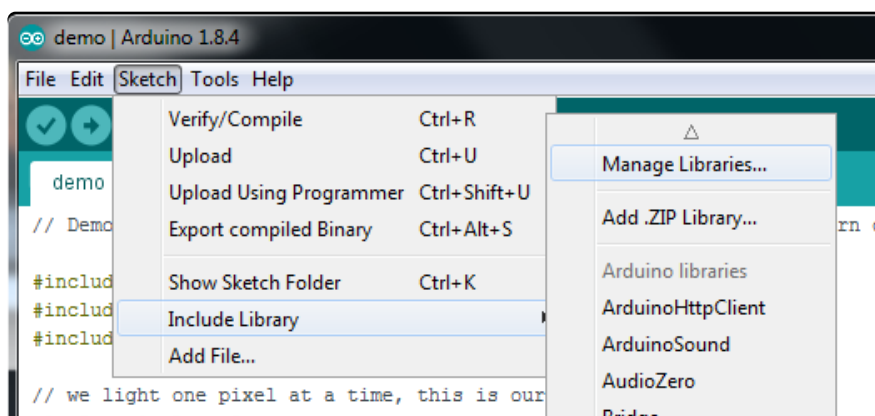 demo | Arduino 1.8.4
File Edit Sketch Tools Help
demo
Verify/Compile Ctrl+R
Upload Ctrl+U
Upload Using Programmer Ctrl+Shift+U
Export compiled Binary Ctrl+Alt+S
Show Sketch Folder Ctrl+K
Include Library
Add File...
Manage Libraries...
Add .ZIP Library...
Arduino libraries
ArduinoHttpClient
ArduinoSound
AudioZero
// Demo
#includ
#includ
#includ
// we light one pixel at a time, this is our